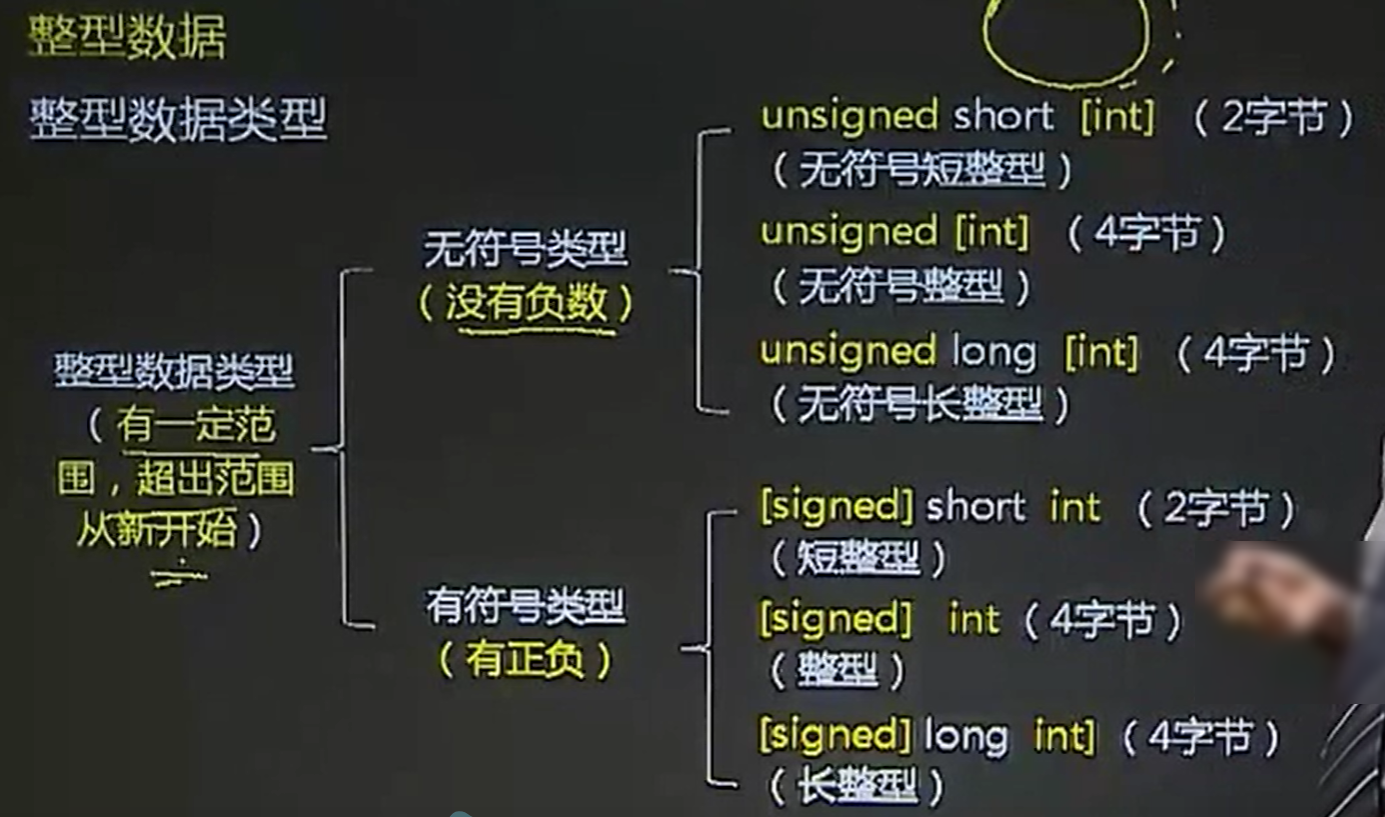 整型数据
整型数据类型
整型数据类型
（有一定范
围，超出范围
从新开始）
无符号类型
（没有负数）
unsigned short [int] （2字节）
（无符号短整型）
unsigned [int] （4字节）
（无符号整型）
unsigned long [int] （4字节）
（无符号长整型）
有符号类型
（有正负）
[signed] short int （2字节）
（短整型）
[signed] int （4字节）
（整型）
[signed] long int] （4字节）
（长整型）